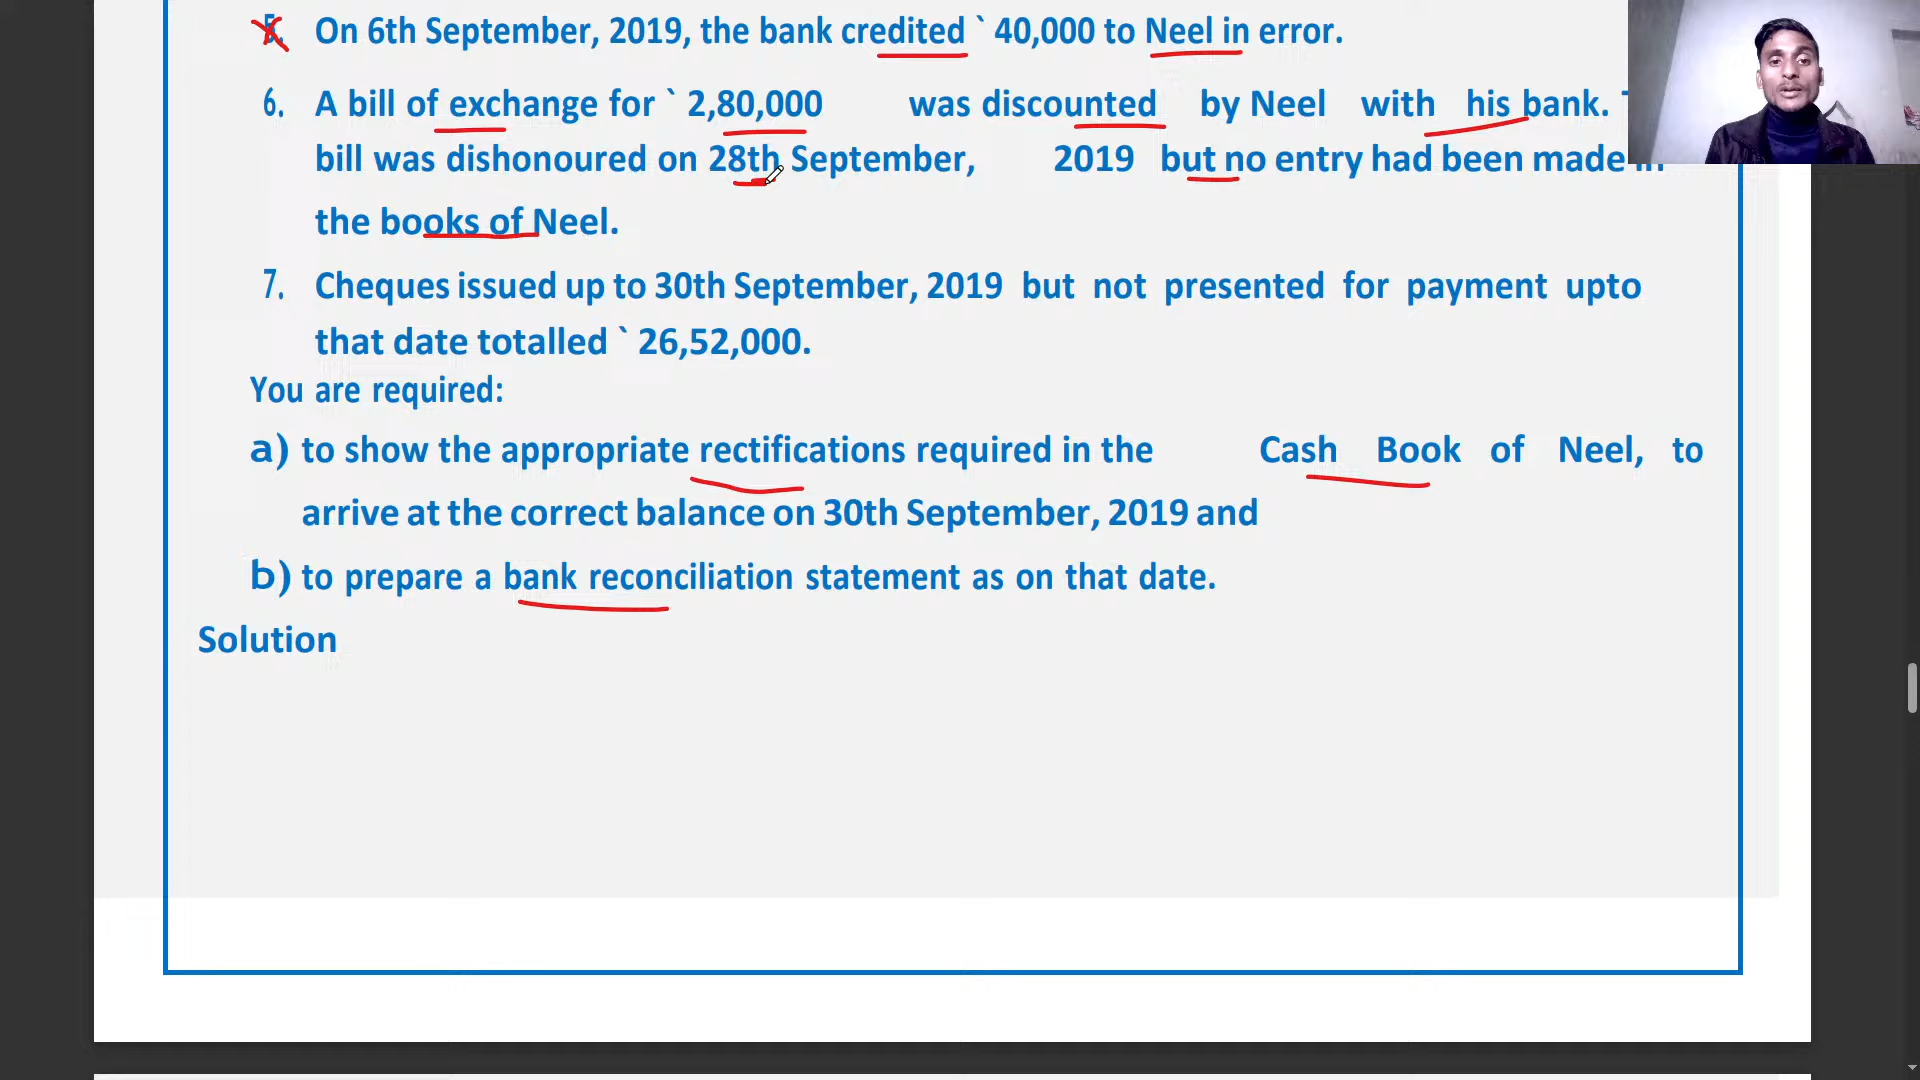 5. On 6th September, 2019, the bank credited ` 40,000 to Neel in error.
6. A bill of exchange for ` 2,80,000 was discounted by Neel with his bank.
bill was dishonoured on 28th September, 2019 but no entry had been made in
the books of Neel.
7. Cheques issued up to 30th September, 2019 but not presented for payment upto
that date totalled ` 26,52,000.
You are required:
a) to show the appropriate rectifications required in the Cash Book of Neel, to
arrive at the correct balance on 30th September, 2019 and
b) to prepare a bank reconciliation statement as on that date.
Solution